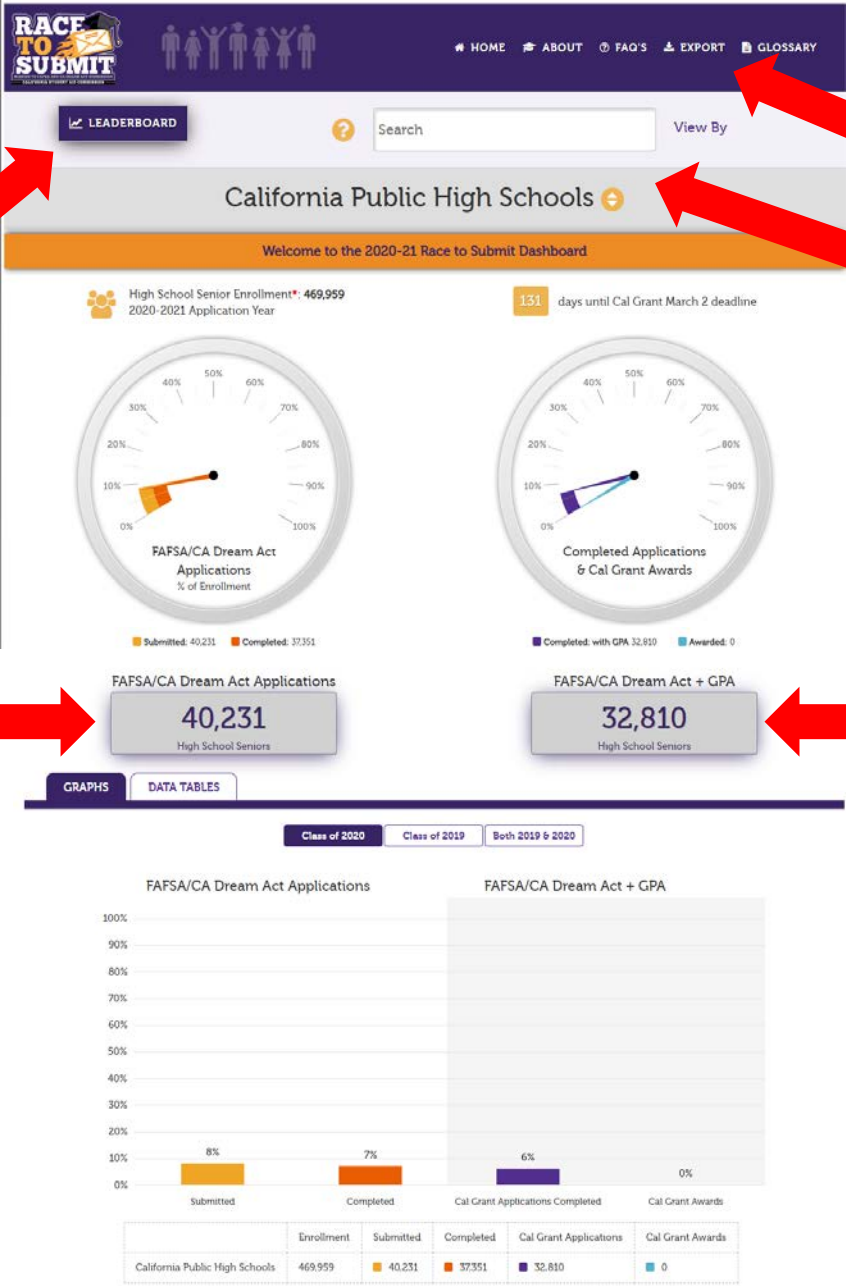 RACE
TO
SUBMIT
HOME ABOUT FAQ'S EXPORT GLOSSARY
LEADERBOARD
? Search View By
California Public High Schools
Welcome to the 2020-21 Race to Submit Dashboard
High School Senior Enrollment*: 469,959
2020-2021 Application Year
131 days until Cal Grant March 2 deadline
0% 10% 20% 30% 40% 50% 60% 70% 80% 90% 100%
FAFSA/CA Dream Act
Applications
% of Enrollment
Submitted: 40,231 Completed: 37,351
0% 10% 20% 30% 40% 50% 60% 70% 80% 90% 100%
Completed Applications
& Cal Grant Awards
Completed: with GPA 32,810 Awarded: 0
FAFSA/CA Dream Act Applications
40,231
High School Seniors
FAFSA/CA Dream Act + GPA
32,810
High School Seniors
GRAPHS DATA TABLES
Class of 2020 Class of 2019 Both 2019 & 2020
FAFSA/CA Dream Act Applications FAFSA/CA Dream Act + GPA
100%
90%
80%
70%
60%
50%
40%
30%
20%
10%
0%
8% 7% 6% 0%
Submitted Completed Cal Grant Applications Completed Cal Grant Awards
Enrollment Submitted Completed Cal Grant Applications Cal Grant Awards
California Public High Schools 469,959 40,231 37,351 32,810 0